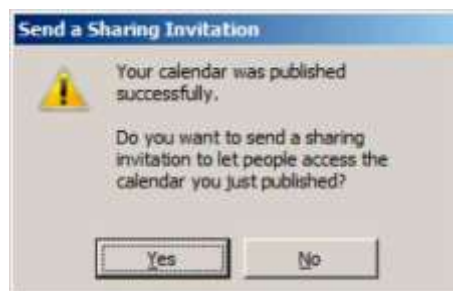 Send a Sharing Invitation
Your calendar was published
successfully.
Do you want to send a sharing
invitation to let people access the
calendar you just published?
Yes
No